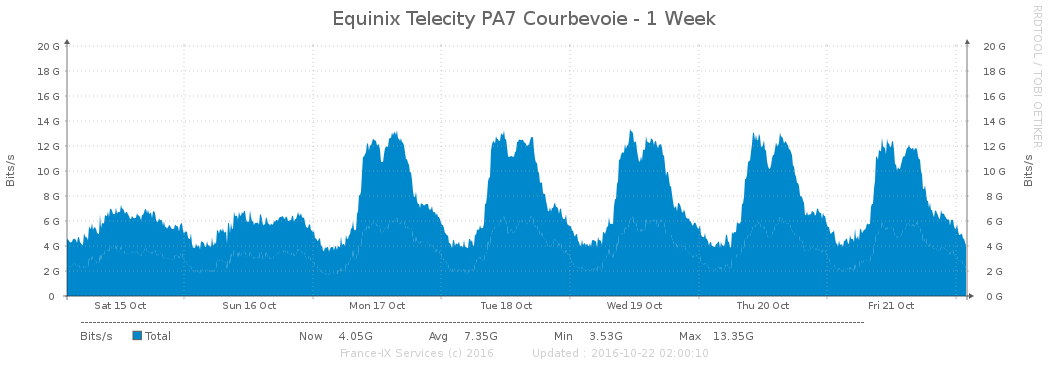 Equinix Telecity PA7 Courbevoie - 1 Week
RRDTOOL / TOBI OETIKER
Bits/s
20 G 20 G
18 G 18 G
16 G 16 G
14 G 14 G
12 G 12 G
10 G 10 G
8 G 8 G
6 G 6 G
4 G 4 G
2 G 2 G
0 0 G
Bits/s
Sat 15 Oct Sun 16 Oct Mon 17 Oct Tue 18 Oct Wed 19 Oct Thu 20 Oct Fri 21 Oct
Bits/s Total Now 4.05G Avg 7.35G Min 3.53G Max 13.35G
France-IX Services (c) 2016 Updated : 2016-10-22 02:00:10